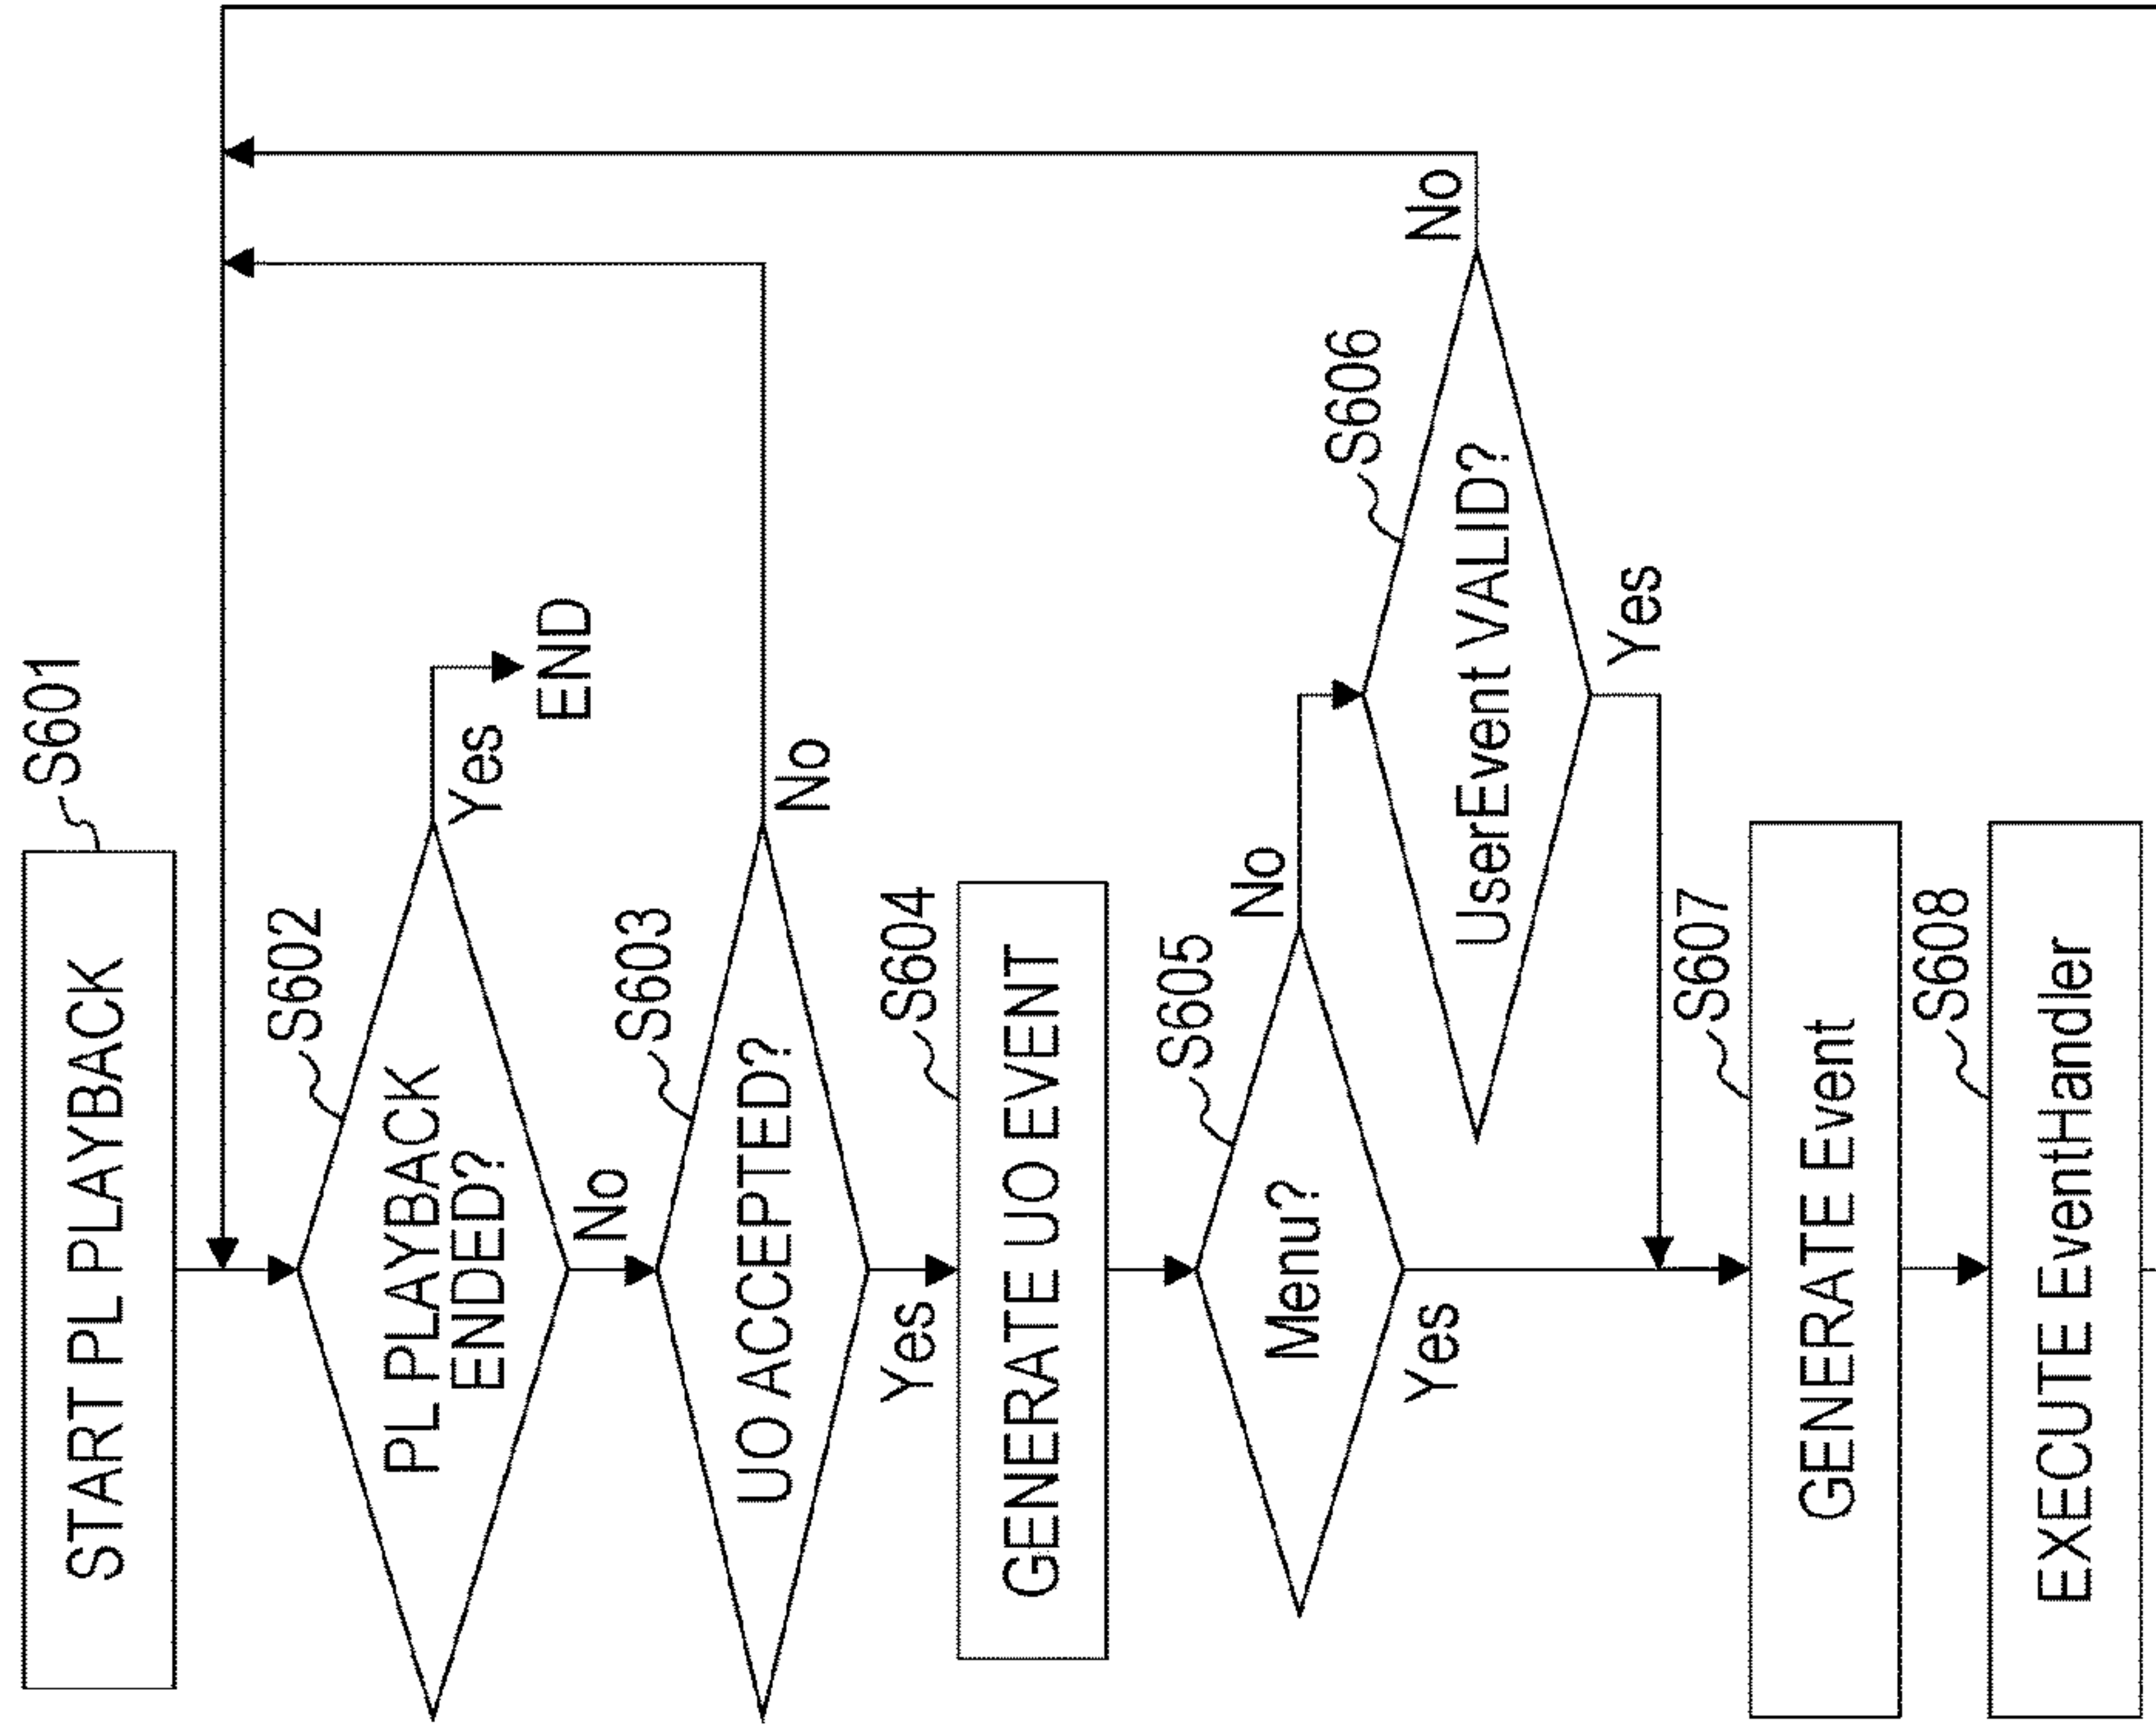 START PL PLAYBACK
S601
PL PLAYBACK
ENDED?
S602
Yes
END
No
UO ACCEPTED?
S603
No
Yes
GENERATE UO EVENT
S604
Menu?
S605
No
Yes
UserEvent VALID?
S606
No
Yes
GENERATE Event
S607
EXECUTE EventHandler
S608